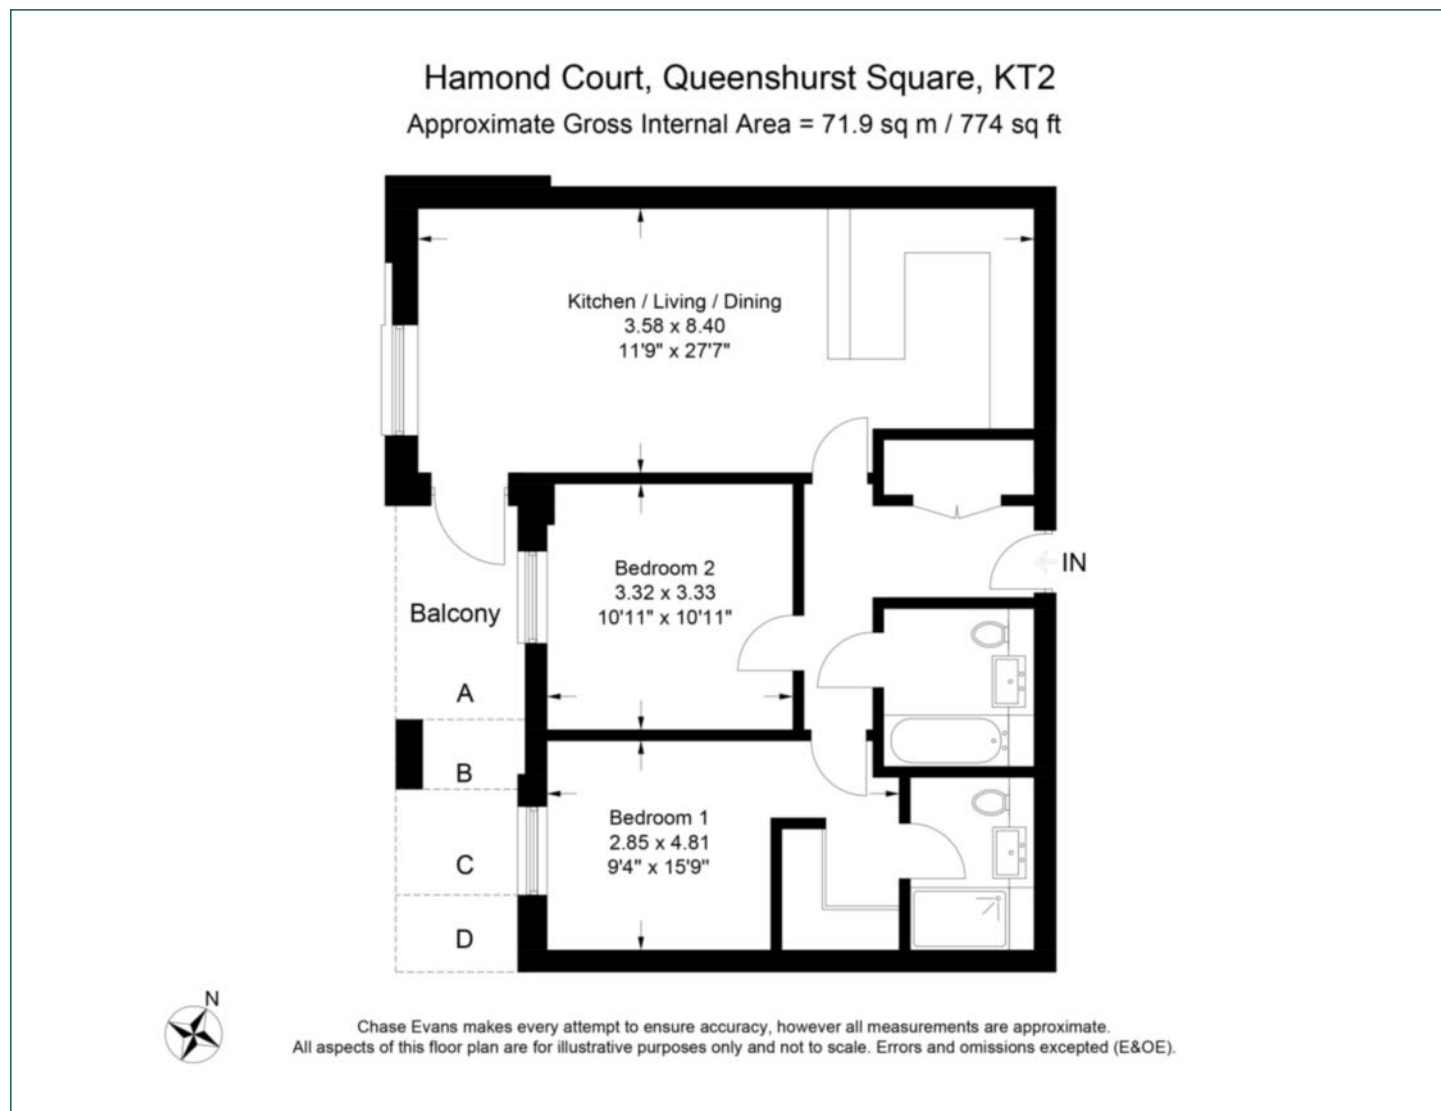 Hamond Court, Queenshurst Square, KT2
Approximate Gross Internal Area = 71.9 sq m / 774 sq ft
Kitchen / Living / Dining
3.58 x 8.40
11'9" x 27'7"
IN
Bedroom 2
3.32 x 3.33
10'11" x 10'11"
Balcony
A
B
Bedroom 1
2.85 x 4.81
9'4" x 15'9"
C
D
N
Chase Evans makes every attempt to ensure accuracy, however all measurements are approximate.
All aspects of this floor plan are for illustrative purposes only and not to scale. Errors and omissions excepted (E&OE).